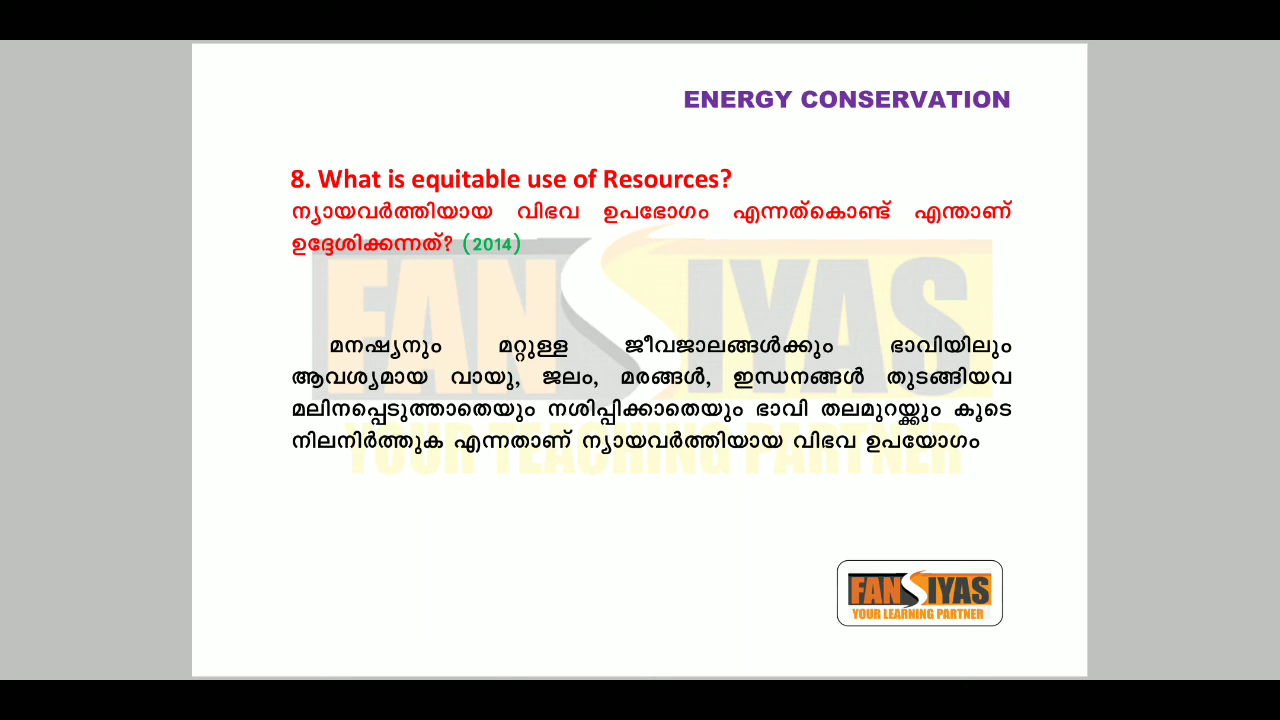 ENERGY CONSERVATION
8. What is equitable use of Resources?
ന്യായവർത്തിയായ വിഭവ ഉപഭോഗം എന്നത്കൊണ്ട് എന്താണ്
ഉദ്ദേശിക്കന്നത്? (2014)
മനഷ്യനും മറ്റുള്ള ജീവജാലങ്ങൾക്കും ഭാവിയിലും
ആവശ്യമായ വായു, ജലം, മരങ്ങൾ, ഇന്ധനങ്ങൾ തുടങ്ങിയവ
മലിനപ്പെടുത്താതെയും നശിപ്പിക്കാതെയും ഭാവി തലമുറയ്ക്കും കൂടെ
നിലനിർത്തുക എന്നതാണ് ന്യായവർത്തിയായ വിഭവ ഉപയോഗം
FANSIYAS
YOUR TEACHING PARTNER
FANSIYAS
YOUR LEARNING PARTNER